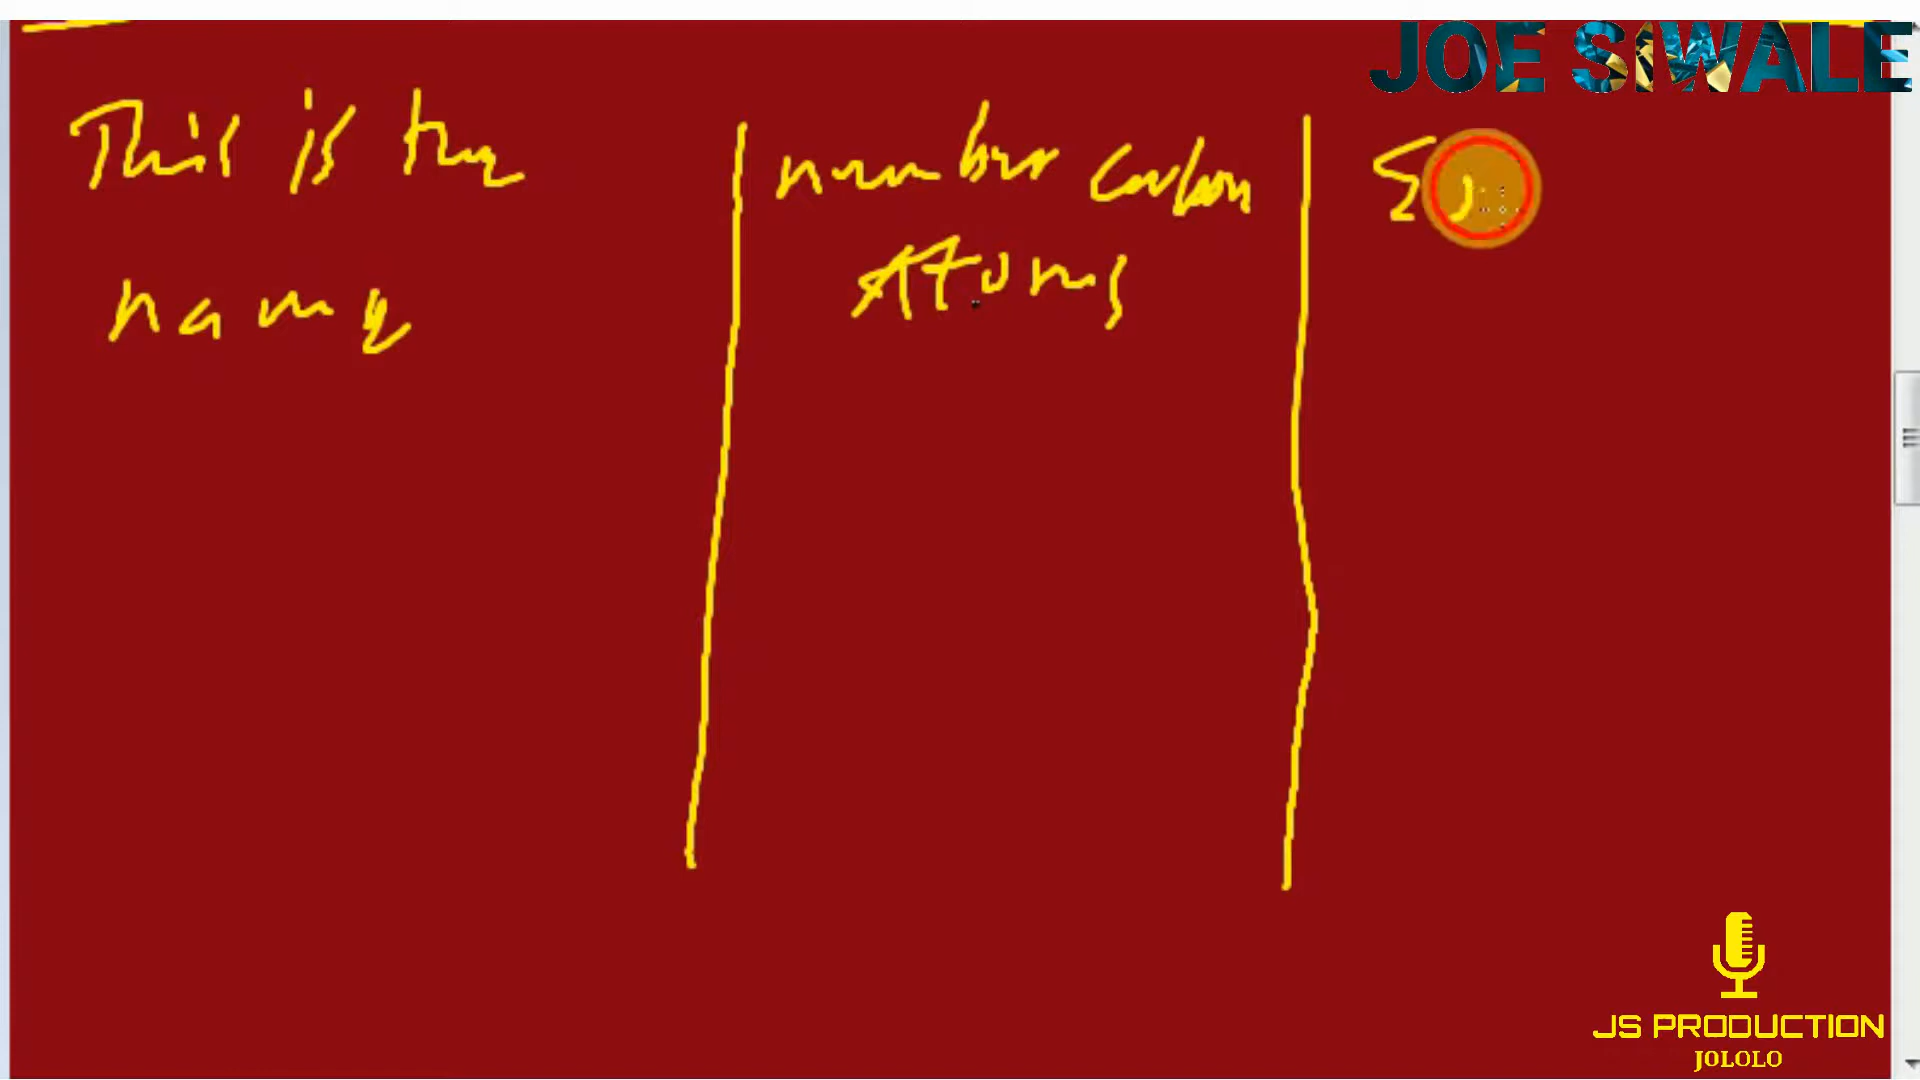 JOE SIWALE
This is the
name
number carbon
Atoms
JS PRODUCTION
JOLOLO